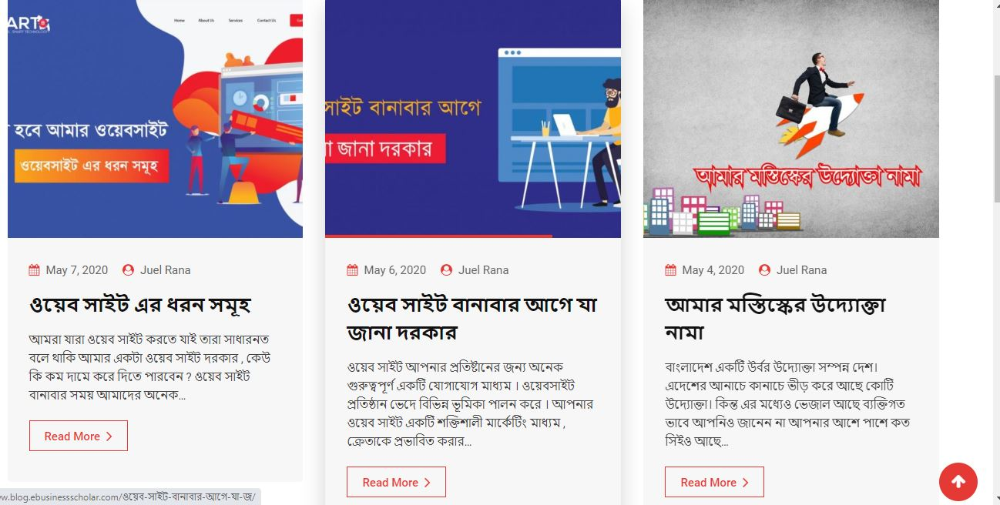 ART
SMART TECHNOLOGY
Home About Us Services Contact Us
হবে আমার ওয়েবসাইট
ওয়েবসাইট এর ধরন সমূহ
May 7, 2020 Juel Rana
ওয়েব সাইট এর ধরন সমূহ
আমরা যারা ওয়েব সাইট করতে যাই তারা সাধারনত
বলে থাকি আমার একটা ওয়েব সাইট দরকার , কেউ
কি কম দামে করে দিতে পারবেন ? ওয়েব সাইট
বানাবার সময় আমাদের অনেক...
Read More
সাইট বানাবার আগে
া জানা দরকার
May 6, 2020 Juel Rana
ওয়েব সাইট বানাবার আগে যা
জানা দরকার
ওয়েব সাইট আপনার প্রতিষ্টানের জন্য অনেক
গুরুত্বপূর্ণ একটি যোগাযোগ মাধ্যম । ওয়েবসাইট
প্রতিষ্ঠান ভেদে বিভিন্ন ভূমিকা পালন করে । আপনার
ওয়েব সাইট একটি শক্তিশালী মার্কেটিং মাধ্যম ,
ক্রেতাকে প্রভাবিত করার...
Read More
আমার মস্তিস্কের উদ্যোক্তা নামা
May 4, 2020 Juel Rana
আমার মস্তিস্কের উদ্যোক্তা
নামা
বাংলাদেশ একটি উর্বর উদ্যোক্তা সম্পন্ন দেশ।
এদেশের আনাচে কানাচে ভীড় করে আছে কোটি
উদ্যোক্তা। কিন্ত এর মধ্যেও ভেজাল আছে ব্যক্তিগত
ভাবে আপনিও জানেন না আপনার আশে পাশে কত
সিইও আছে...
Read More
w.blog.ebusinessscholar.com/ওয়েব-সাইট-বানাবার-আগে-যা-জ/